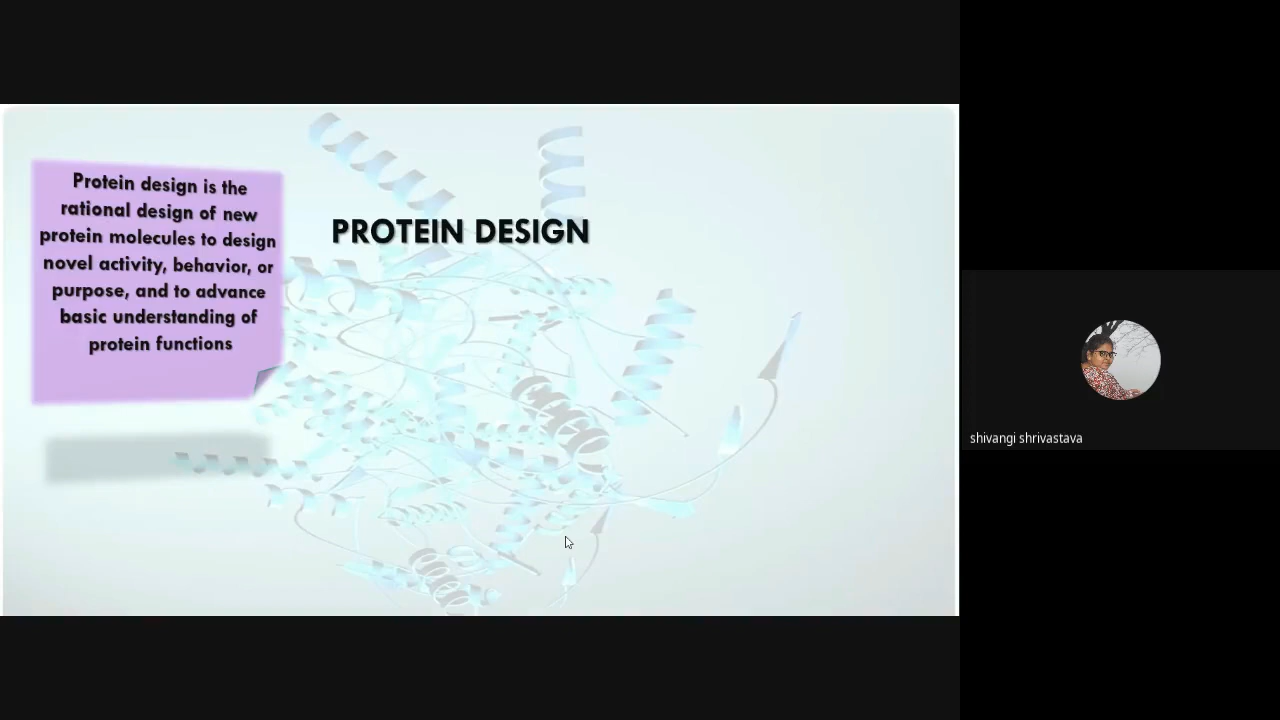 Protein design is the
rational design of new
protein molecules to design
novel activity, behavior, or
purpose, and to advance
basic understanding of
protein functions
PROTEIN DESIGN
shivangi shrivastava